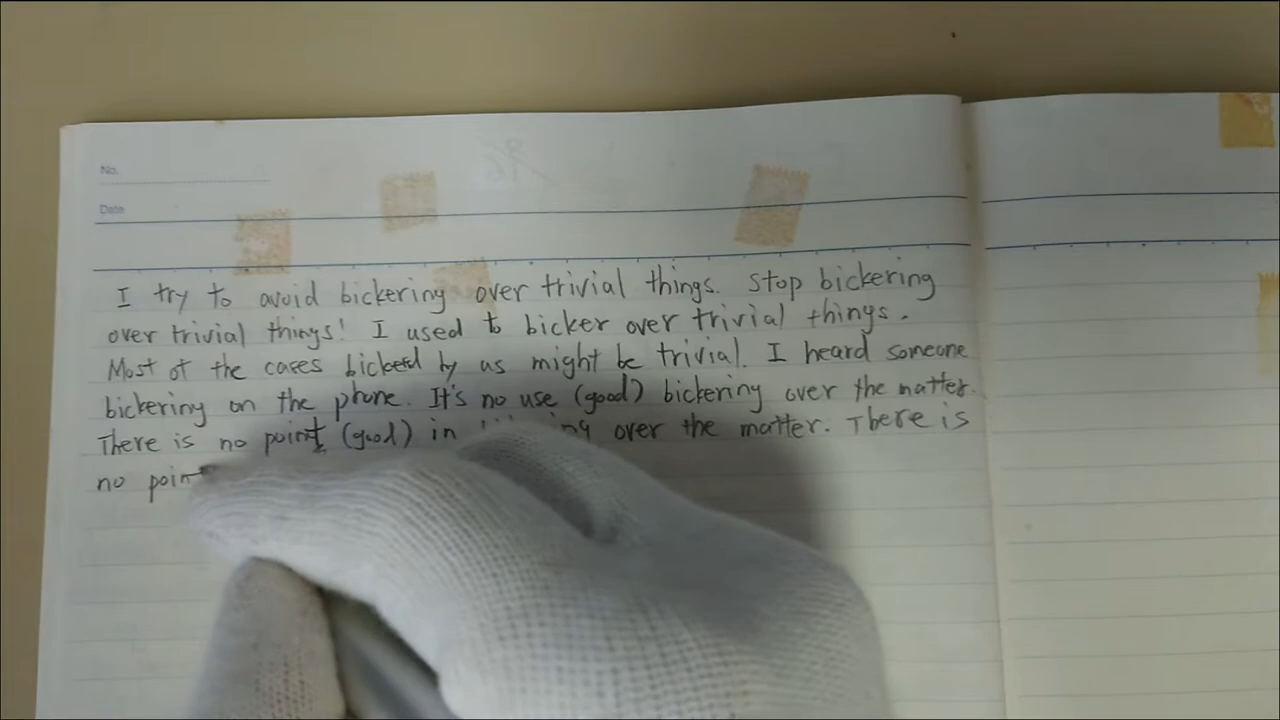 No.
Date
I try to avoid bickering over trivial things. Stop bickering
over trivial things! I used to bicker over trivial things.
Most of the cases by us might be trivial. I heard someone
bickering on the phone. It's no use (good) bickering over the matter.
There is no point (good) in over the matter. There is
no point